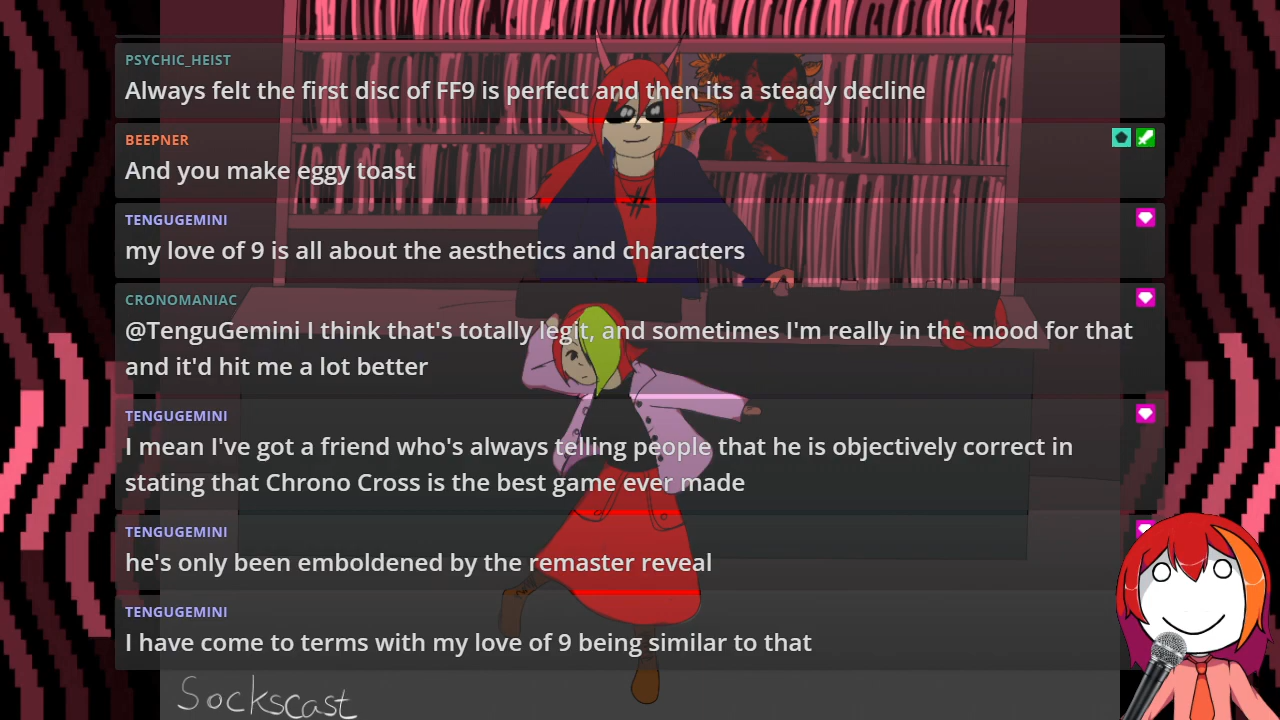 PSYCHIC_HEIST
Always felt the first disc of FF9 is perfect and then its a steady decline
BEEPNER
And you make eggy toast
TENGUGEMINI
my love of 9 is all about the aesthetics and characters
CRONOMANIAC
@TenguGemini I think that's totally legit, and sometimes I'm really in the mood for that
and it'd hit me a lot better
TENGUGEMINI
I mean I've got a friend who's always telling people that he is objectively correct in
stating that Chrono Cross is the best game ever made
TENGUGEMINI
he's only been emboldened by the remaster reveal
TENGUGEMINI
I have come to terms with my love of 9 being similar to that
Sockscast